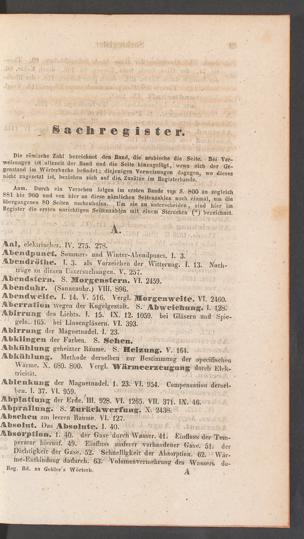 Sachregister.
Die römische Zahl bezeichnet den Band, die arabische die Seite. Bei Ver-
weisungen ist allemal der Band und die Seite hinzugefügt, wenn sich der Ge-
genstand im Wörterbuche befindet; diejenigen Verweisungen dagegen, wo dieses
nicht angezeigt ist, beziehen sich auf die Zusätze im Registerbande.
Anm. Durch ein Versehen folgen im ersten Bande von S. 800 an sogleich
881 bis 960 und von hier an diese nämlichen Seitenzahlen noch einmal, um die
übergangenen 80 Seiten nachzuholen. Um sie zu unterscheiden, sind hier im
Register die ersten unrichtigen Seitenzahlen mit einem Sternchen (*) bezeichnet.
A.
Aal, elektrischer. IV. 275. 278.
Abendpunct. Sommer- und Winter-Abendpunct. I. 3.
Abendröthe. I. 3. als Vorzeichen der Witterung. I. 13. Nach-
träge zu diesen Untersuchungen. V. 257.
Abendstern. S. Morgenstern. VI. 2459.
Abenduhr. (Sonnenuhr.) VIII. 896.
Abendweite. I. 14. V. 516. Vergl. Morgenweite. VI. 2460.
Aberration wegen der Kugelgestalt. S. Abweichung. I. 128.
Abirrung des Lichts. I. 15. IX. 12. 1059. bei Gläsern und Spie-
geln. 165. bei Linsengläsern. VI. 393.
Abirrung der Magnetnadel. I. 23.
Abklingen der Farben. S. Sehen.
Abkühlung geheizter Räume. S. Heizung. V. 164.
Abkühlung. Methode derselben zur Bestimmung der specifischen
Wärme. X. 680. 800. Vergl. Wärmeerzeugung durch Elek-
tricität.
Ablenkung der Magnetnadel. I. 23. VI. 954. Compensation dersel-
ben. I. 37. VI. 959.
Abplattung der Erde. III. 928. VI. 1265. VII. 371. IX. 46.
Abprallung. S. Zurückwerfung. X. 2438.
Abscheu am leeren Raume. VI. 127.
Absolut. Das Absolute. I. 40.
Absorption. I. 40. der Gase durch Wasser. 41. Einfluss der Tem-
peratur hierauf. 49. Einfluss anderer vorhandener Gase. 51. der
Dichtigkeit der Gase. 52. Schnelligkeit der Absorption. 62. Wär-
me-Entbindung dadurch. 63. Volumensvermehrung des Wassers da-
Reg. Bd. zu Gehler's Wörterb.
A